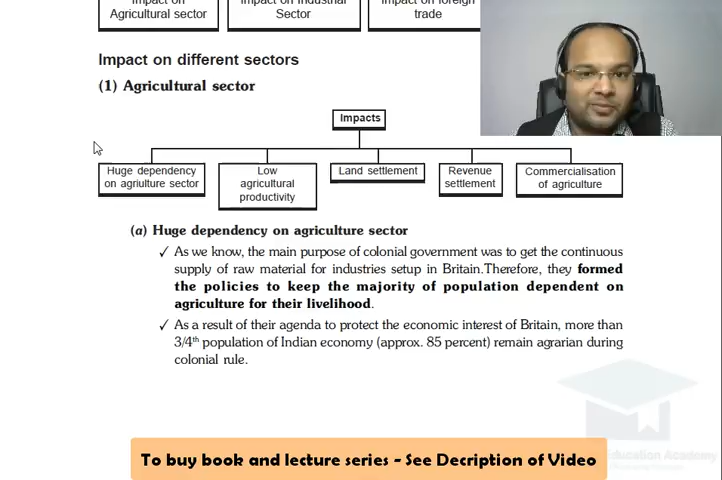 Impact on
Agricultural sector
Impact on Industrial
Sector
Impact on foreign
trade
Impact on different sectors
(1) Agricultural sector
Impacts
Huge dependency
on agriulture sector
Low
agricultural
productivity
Land settlement
Revenue
settlement
Commercialisation
of agriculture
(a) Huge dependency on agriculture sector
✓ As we know, the main purpose of colonial government was to get the continuous
supply of raw material for industries setup in Britain.Therefore, they formed
the policies to keep the majority of population dependent on
agriculture for their livelihood.
✓ As a result of their agenda to protect the economic interest of Britain, more than
3/4th population of Indian economy (approx. 85 percent) remain agrarian during
colonial rule.
Education Academy
To buy book and lecture series - See Decription of Video